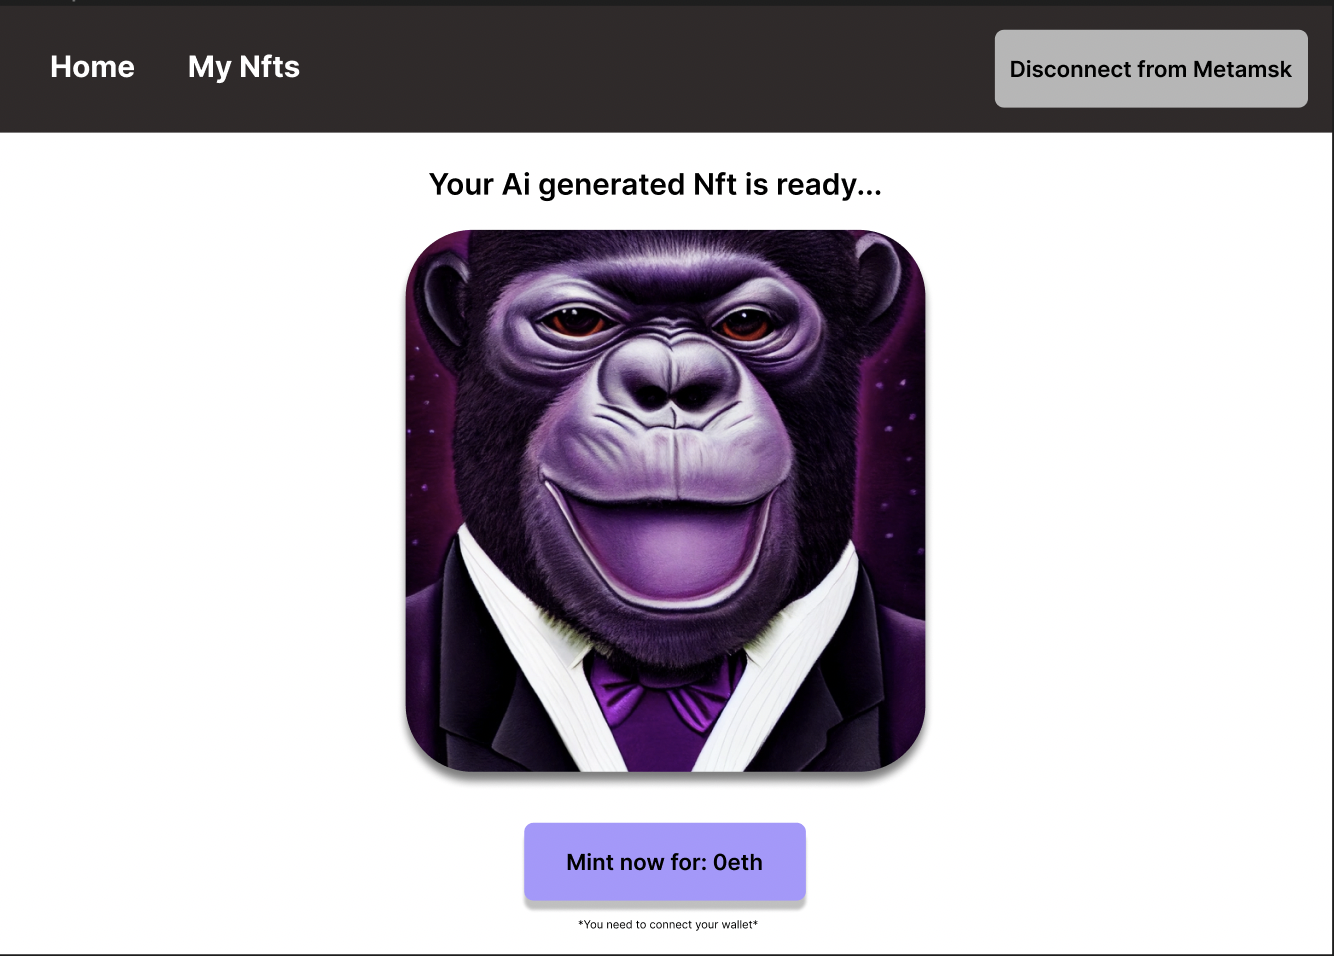 Home My Nfts Disconnect from Metamsk
Your Ai generated Nft is ready...
Mint now for: 0eth
*You need to connect your wallet*